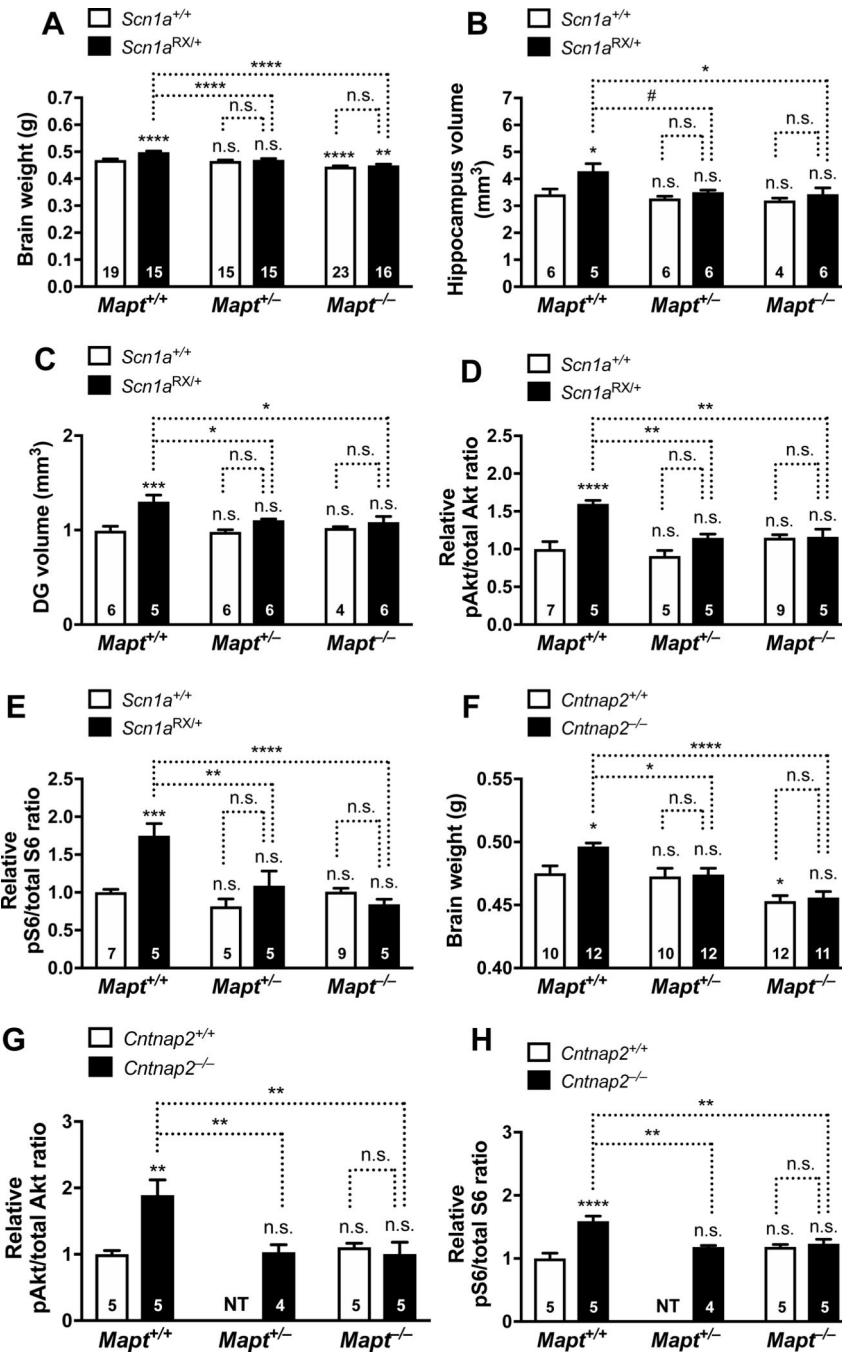 A
Scn1a+/+
Scn1aRX/+
****
****
n.s.
n.s.
****
n.s.
n.s.
****
**
Brain weight (g)
0.7
0.6
0.5
0.4
0.3
0.2
0.1
0.0
19
15
15
15
23
16
Mapt+/+
Mapt+/–
Mapt–/–
B
Scn1a+/+
Scn1aRX/+
*
#
n.s.
n.s.
*
n.s.
n.s.
n.s.
n.s.
Hippocampus volume
(mm3)
7
6
5
4
3
2
1
0
6
5
6
6
4
6
Mapt+/+
Mapt+/–
Mapt–/–
C
Scn1a+/+
Scn1aRX/+
*
*
n.s.
n.s.
***
n.s.
n.s.
n.s.
n.s.
DG volume (mm3)
2
1
0
6
5
6
6
4
6
Mapt+/+
Mapt+/–
Mapt–/–
D
Scn1a+/+
Scn1aRX/+
**
**
n.s.
n.s.
****
n.s.
n.s.
n.s.
n.s.
Relative
pAkt/total Akt ratio
2.5
2.0
1.5
1.0
0.5
0.0
7
5
5
5
9
5
Mapt+/+
Mapt+/–
Mapt–/–
E
Scn1a+/+
Scn1aRX/+
****
**
n.s.
n.s.
***
n.s.
n.s.
n.s.
n.s.
Relative
pS6/total S6 ratio
2.5
2.0
1.5
1.0
0.5
0.0
7
5
5
5
9
5
Mapt+/+
Mapt+/–
Mapt–/–
F
Cntnap2+/+
Cntnap2–/–
****
*
n.s.
n.s.
*
n.s.
n.s.
*
n.s.
Brain weight (g)
0.55
0.50
0.45
0.40
10
12
10
12
12
11
Mapt+/+
Mapt+/–
Mapt–/–
G
Cntnap2+/+
Cntnap2–/–
**
**
n.s.
**
n.s.
n.s.
n.s.
Relative
pAkt/total Akt ratio
3
2
1
0
5
5
NT
4
5
5
Mapt+/+
Mapt+/–
Mapt–/–
H
Cntnap2+/+
Cntnap2–/–
**
**
n.s.
****
n.s.
n.s.
n.s.
Relative
pS6/total S6 ratio
3
2
1
0
5
5
NT
4
5
5
Mapt+/+
Mapt+/–
Mapt–/–